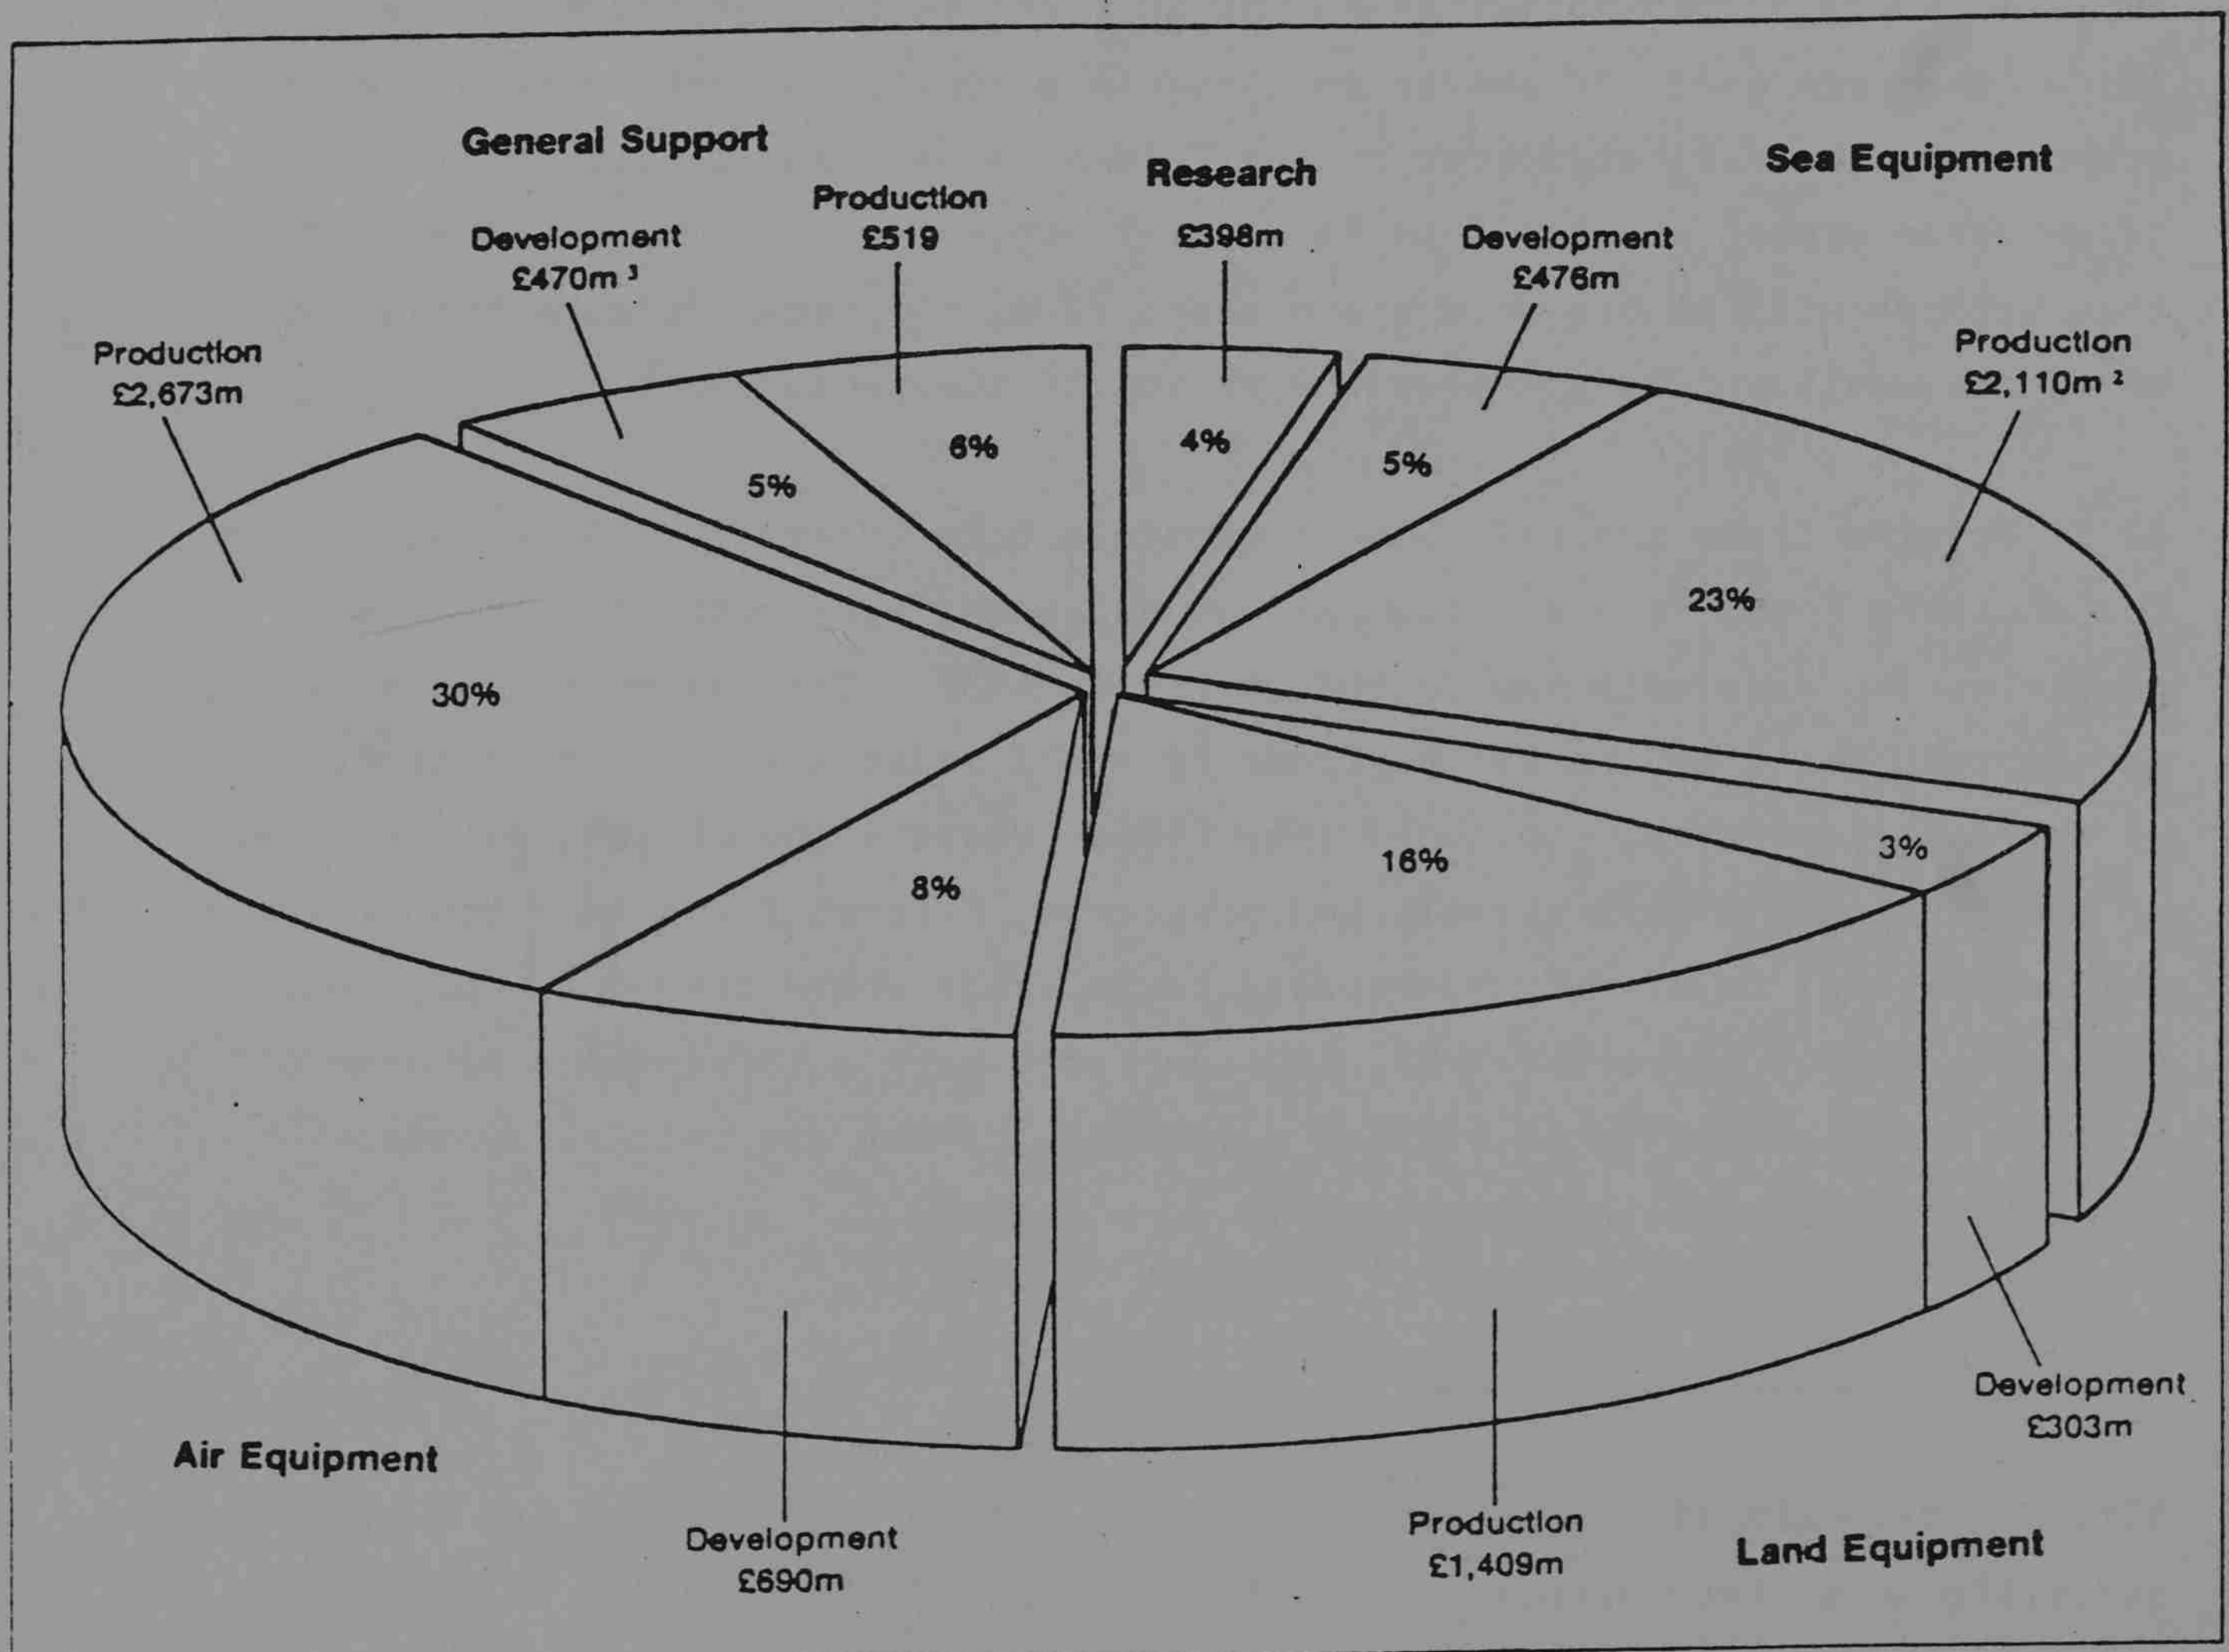 General Support
Production
£519
Development
£470m ³
Research
£398m
Sea Equipment
Development
£476m
Production
£2,110m ²
Production
£2,673m
6%
4%
5%
5%
23%
30%
3%
16%
8%
Development
£303m
Air Equipment
Development
£690m
Production
£1,409m
Land Equipment